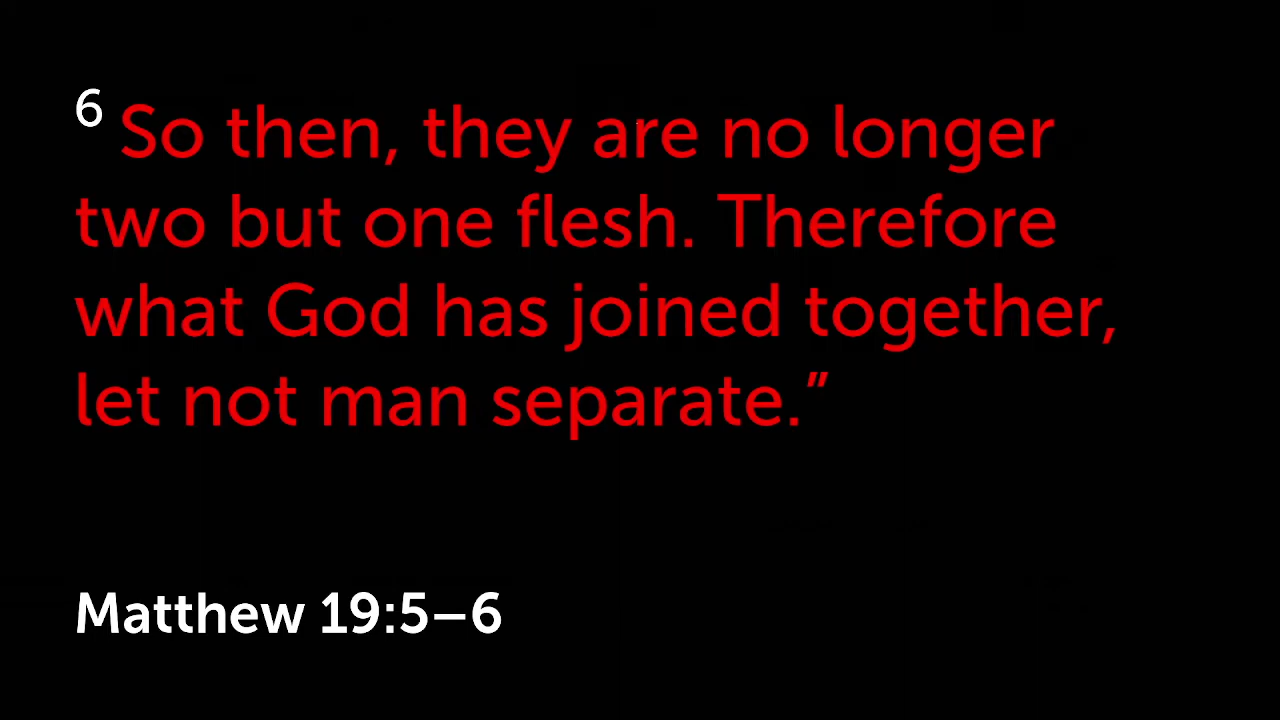 6 So then, they are no longer
two but one flesh. Therefore
what God has joined together,
let not man separate.”
Matthew 19:5–6